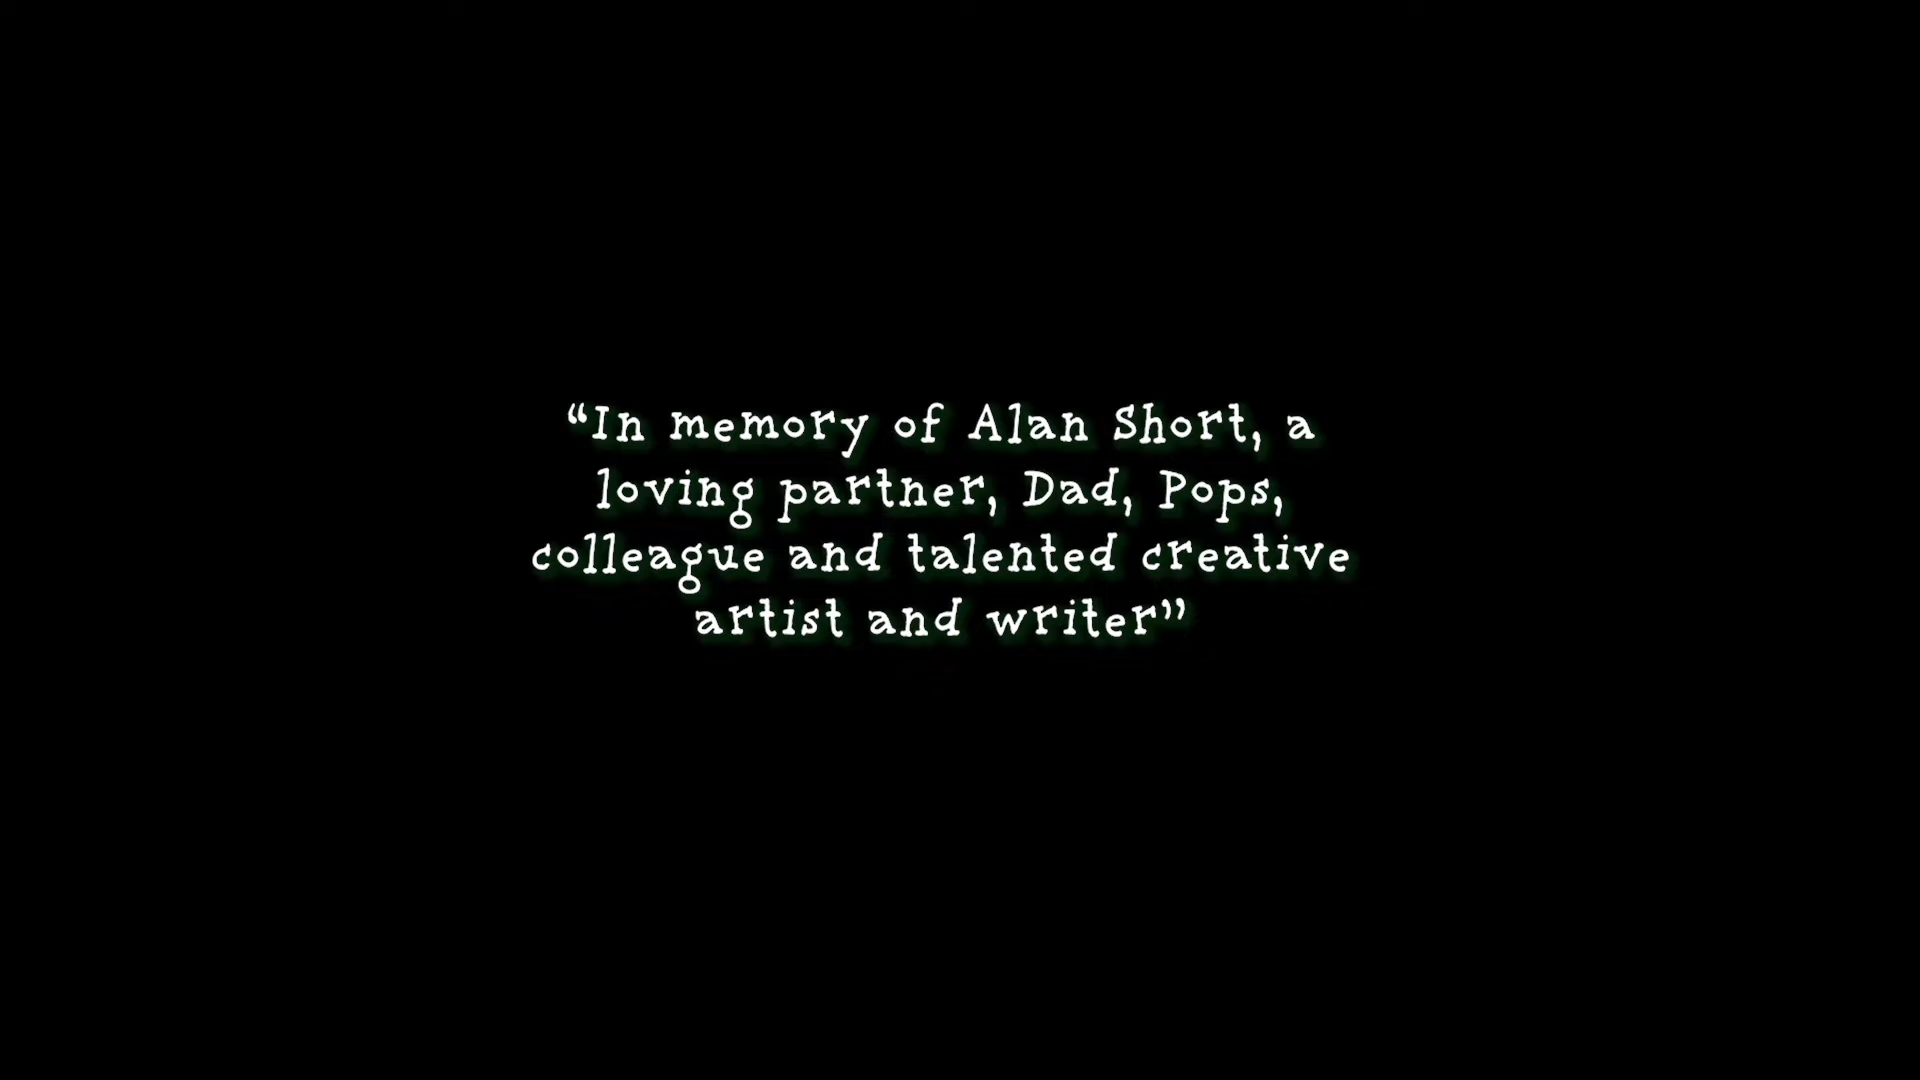 “In memory of Alan Short, a
loving partner, Dad, Pops,
colleague and talented creative
artist and writer”